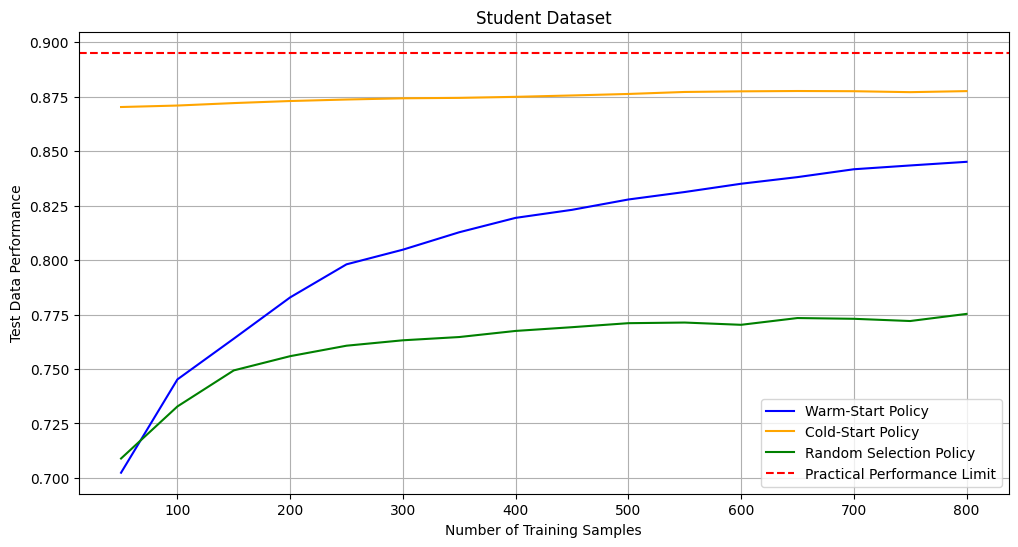 Student Dataset
Test Data Performance
0.900
0.875
0.850
0.825
0.800
0.775
0.750
0.725
0.700
Warm-Start Policy
Cold-Start Policy
Random Selection Policy
Practical Performance Limit
100 200 300 400 500 600 700 800
Number of Training Samples